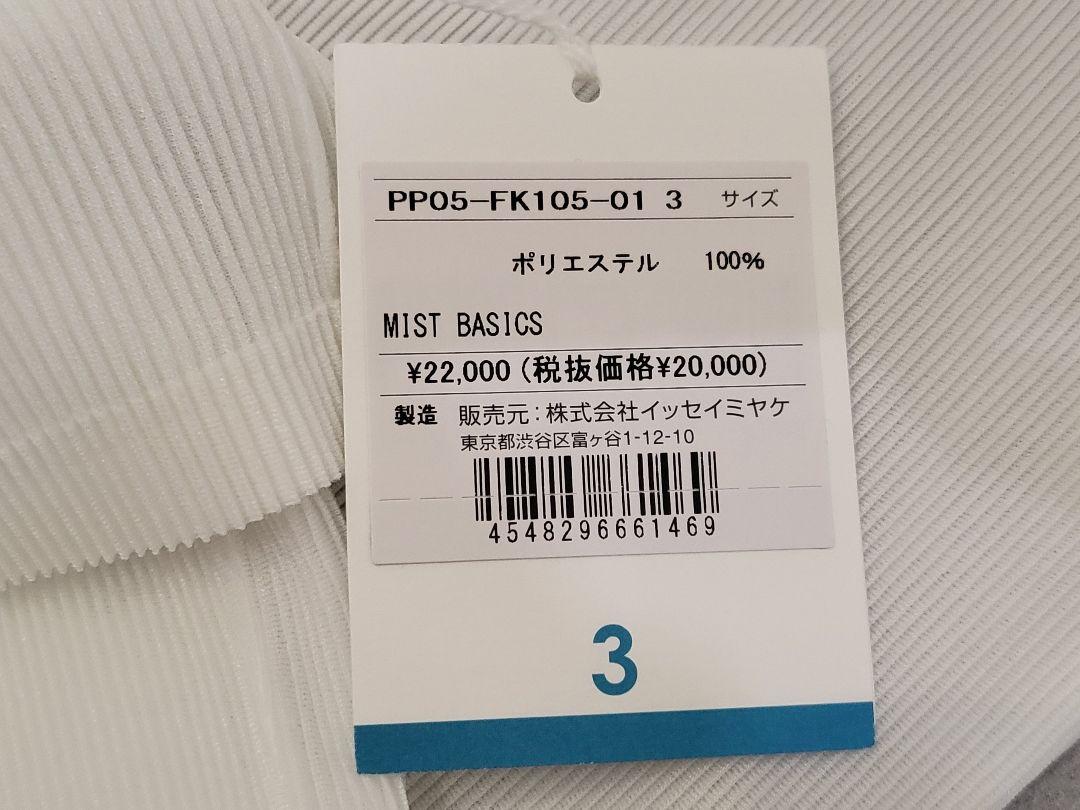 PP05-FK105-01 3 サイズ
ポリエステル 100%
MIST BASICS
¥22,000 (税抜価格¥20,000)
製造 販売元:株式会社イッセイミヤケ
東京都渋谷区富ヶ谷1-12-10
4548296661469
3